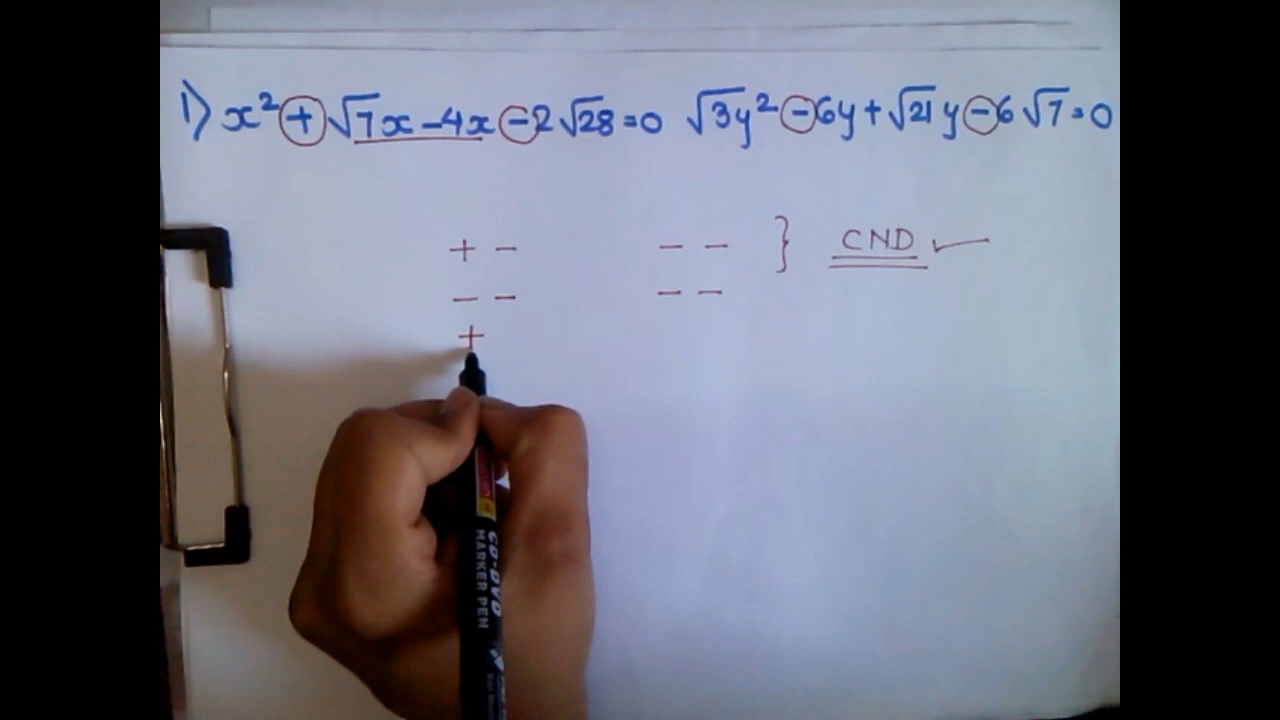 1) x² + √7x - 4x - 2√28 = 0 √3y² - 6y + √21y - 6√7 = 0
+ - - - } CND ✓
- - - -
+
CD-DVD
MARKER PEN